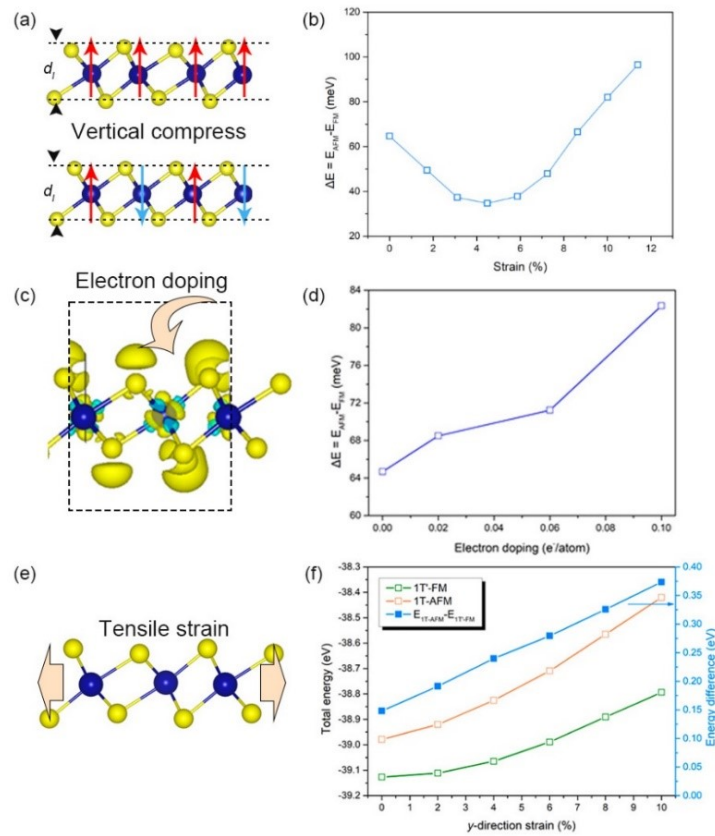 (a)
d_l
Vertical compress
d_l
(b)
ΔE = E_AFM-E_FM (meV)
100
80
60
40
20
0 2 4 6 8 10 12
Strain (%)
(c)
Electron doping
(d)
ΔE = E_AFM-E_FM (meV)
84
80
76
72
68
64
60
0.00 0.02 0.04 0.06 0.08 0.10
Electron doping (e⁻/atom)
(e)
Tensile strain
(f)
Total energy (eV)
-38.3
-38.4
-38.5
-38.6
-38.7
-38.8
-38.9
-39.0
-39.1
-39.2
1T'-FM
1T-AFM
E_1T-AFM-E_1T'-FM
0.40
0.35
0.30
0.25
0.20
0.15
0.10
0.05
0.00
Energy difference (eV)
0 1 2 3 4 5 6 7 8 9 10
y-direction strain (%)